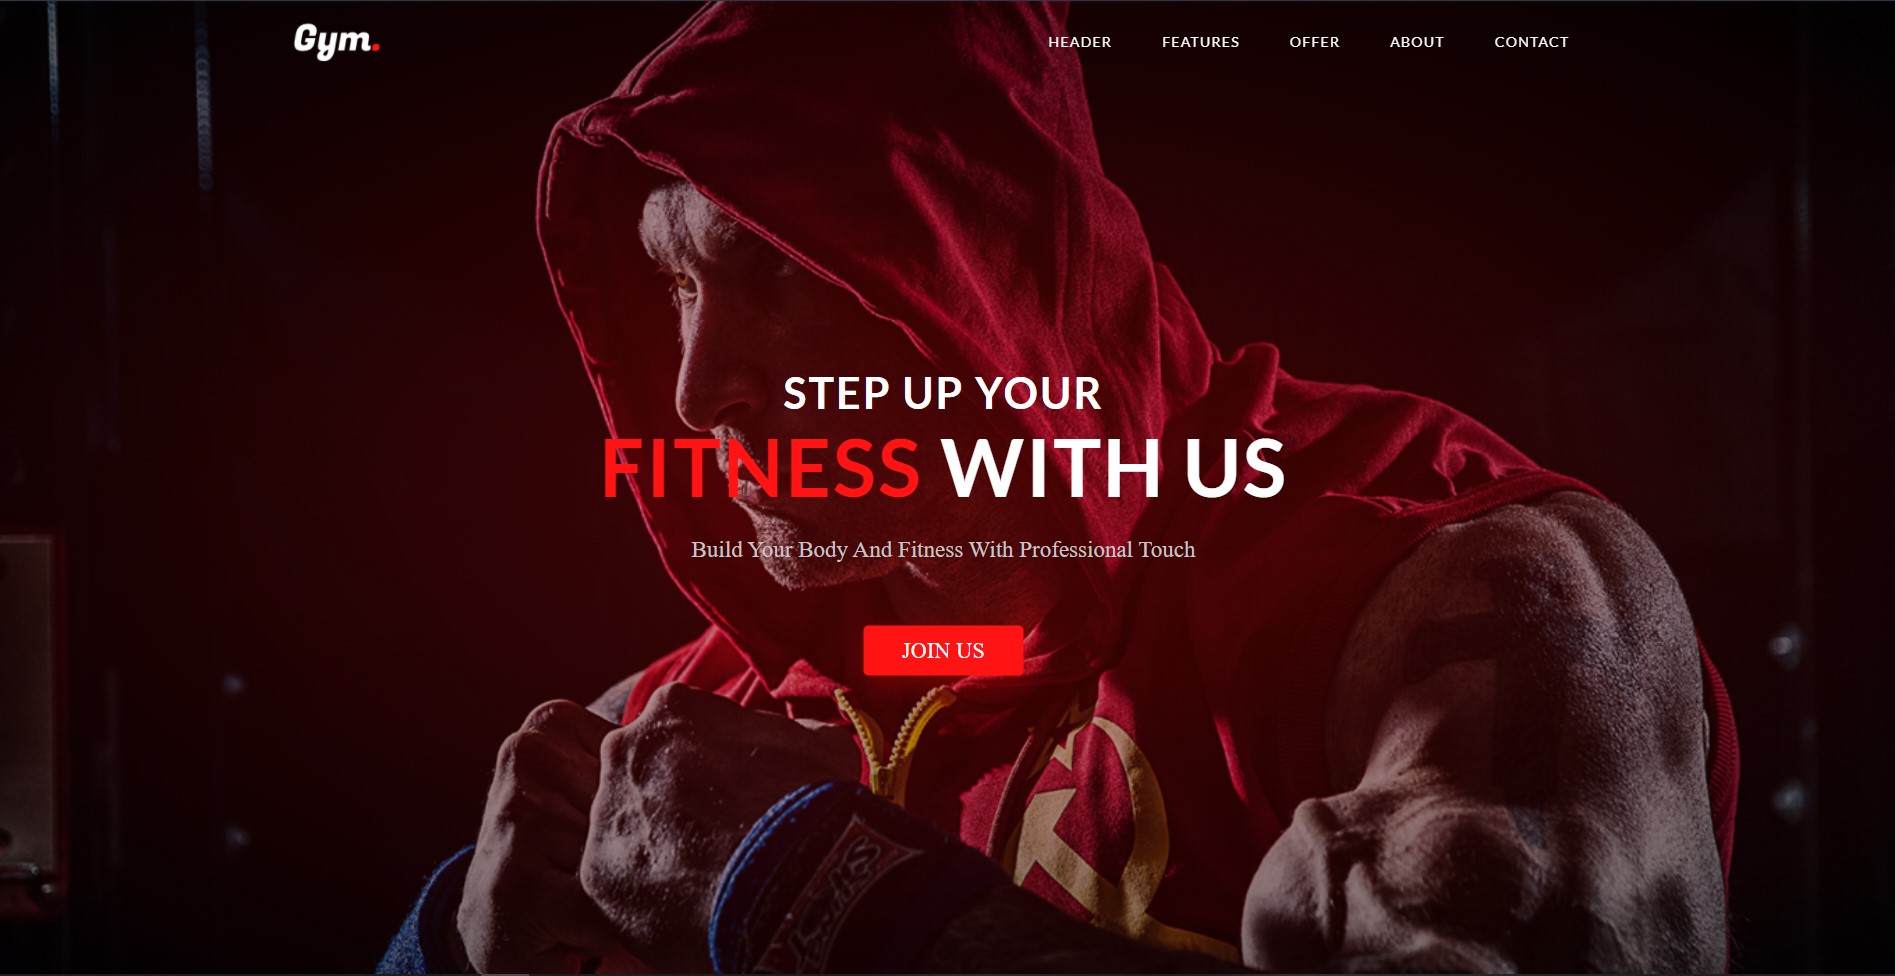 Gym.
HEADER FEATURES OFFER ABOUT CONTACT
STEP UP YOUR
FITNESS WITH US
Build Your Body And Fitness With Professional Touch
JOIN US